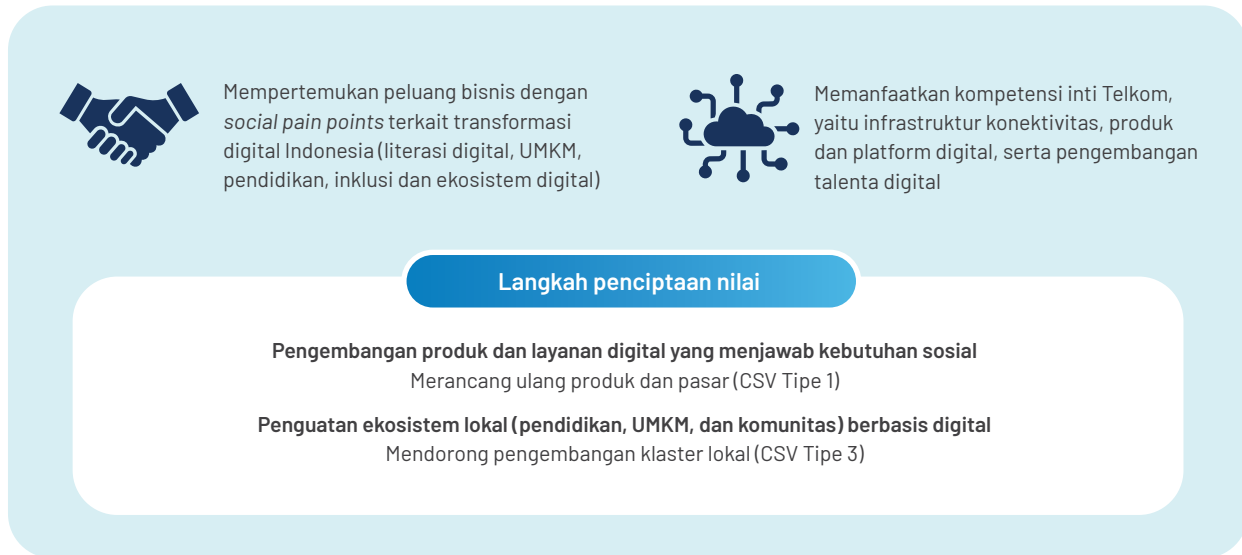 Mempertemukan peluang bisnis dengan
social pain points terkait transformasi
digital Indonesia (literasi digital, UMKM,
pendidikan, inklusi dan ekosistem digital)
Memanfaatkan kompetensi inti Telkom,
yaitu infrastruktur konektivitas, produk
dan platform digital, serta pengembangan
talenta digital
Langkah penciptaan nilai
Pengembangan produk dan layanan digital yang menjawab kebutuhan sosial
Merancang ulang produk dan pasar (CSV Tipe 1)
Penguatan ekosistem lokal (pendidikan, UMKM, dan komunitas) berbasis digital
Mendorong pengembangan klaster lokal (CSV Tipe 3)